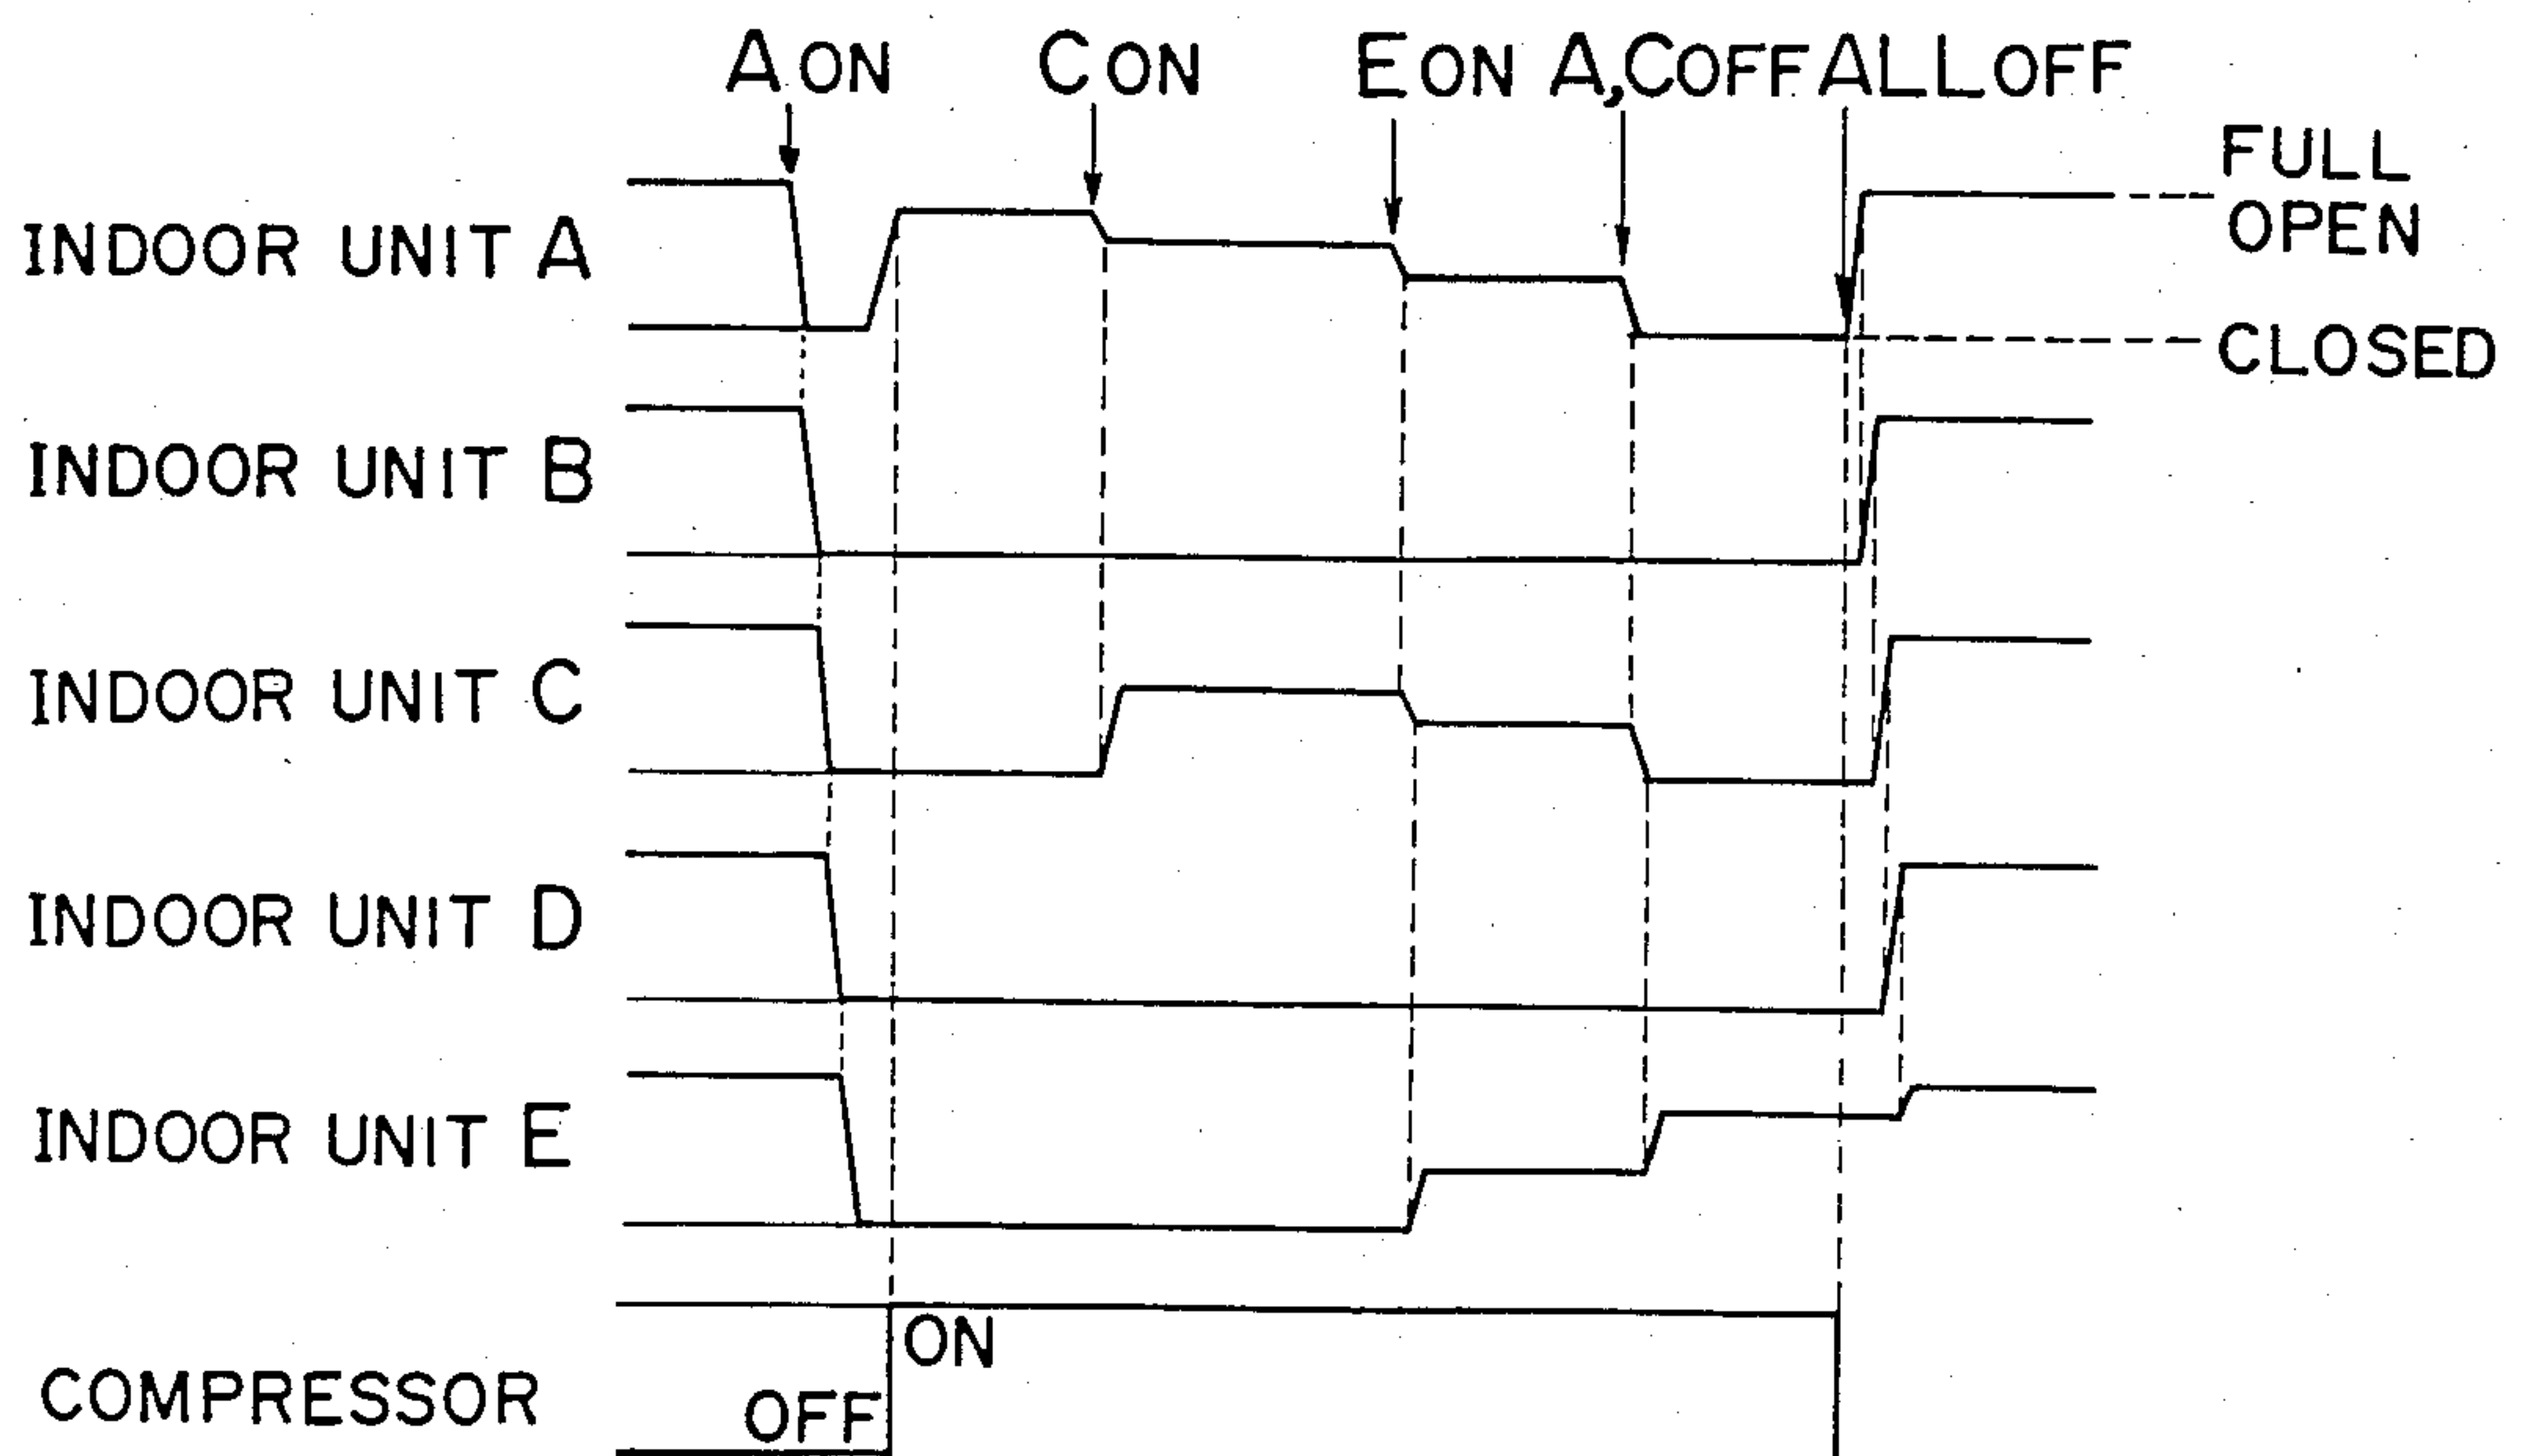 A ON C ON E ON A,C OFF ALL OFF
FULL
OPEN
INDOOR UNIT A
CLOSED
INDOOR UNIT B
INDOOR UNIT C
INDOOR UNIT D
INDOOR UNIT E
ON
COMPRESSOR OFF